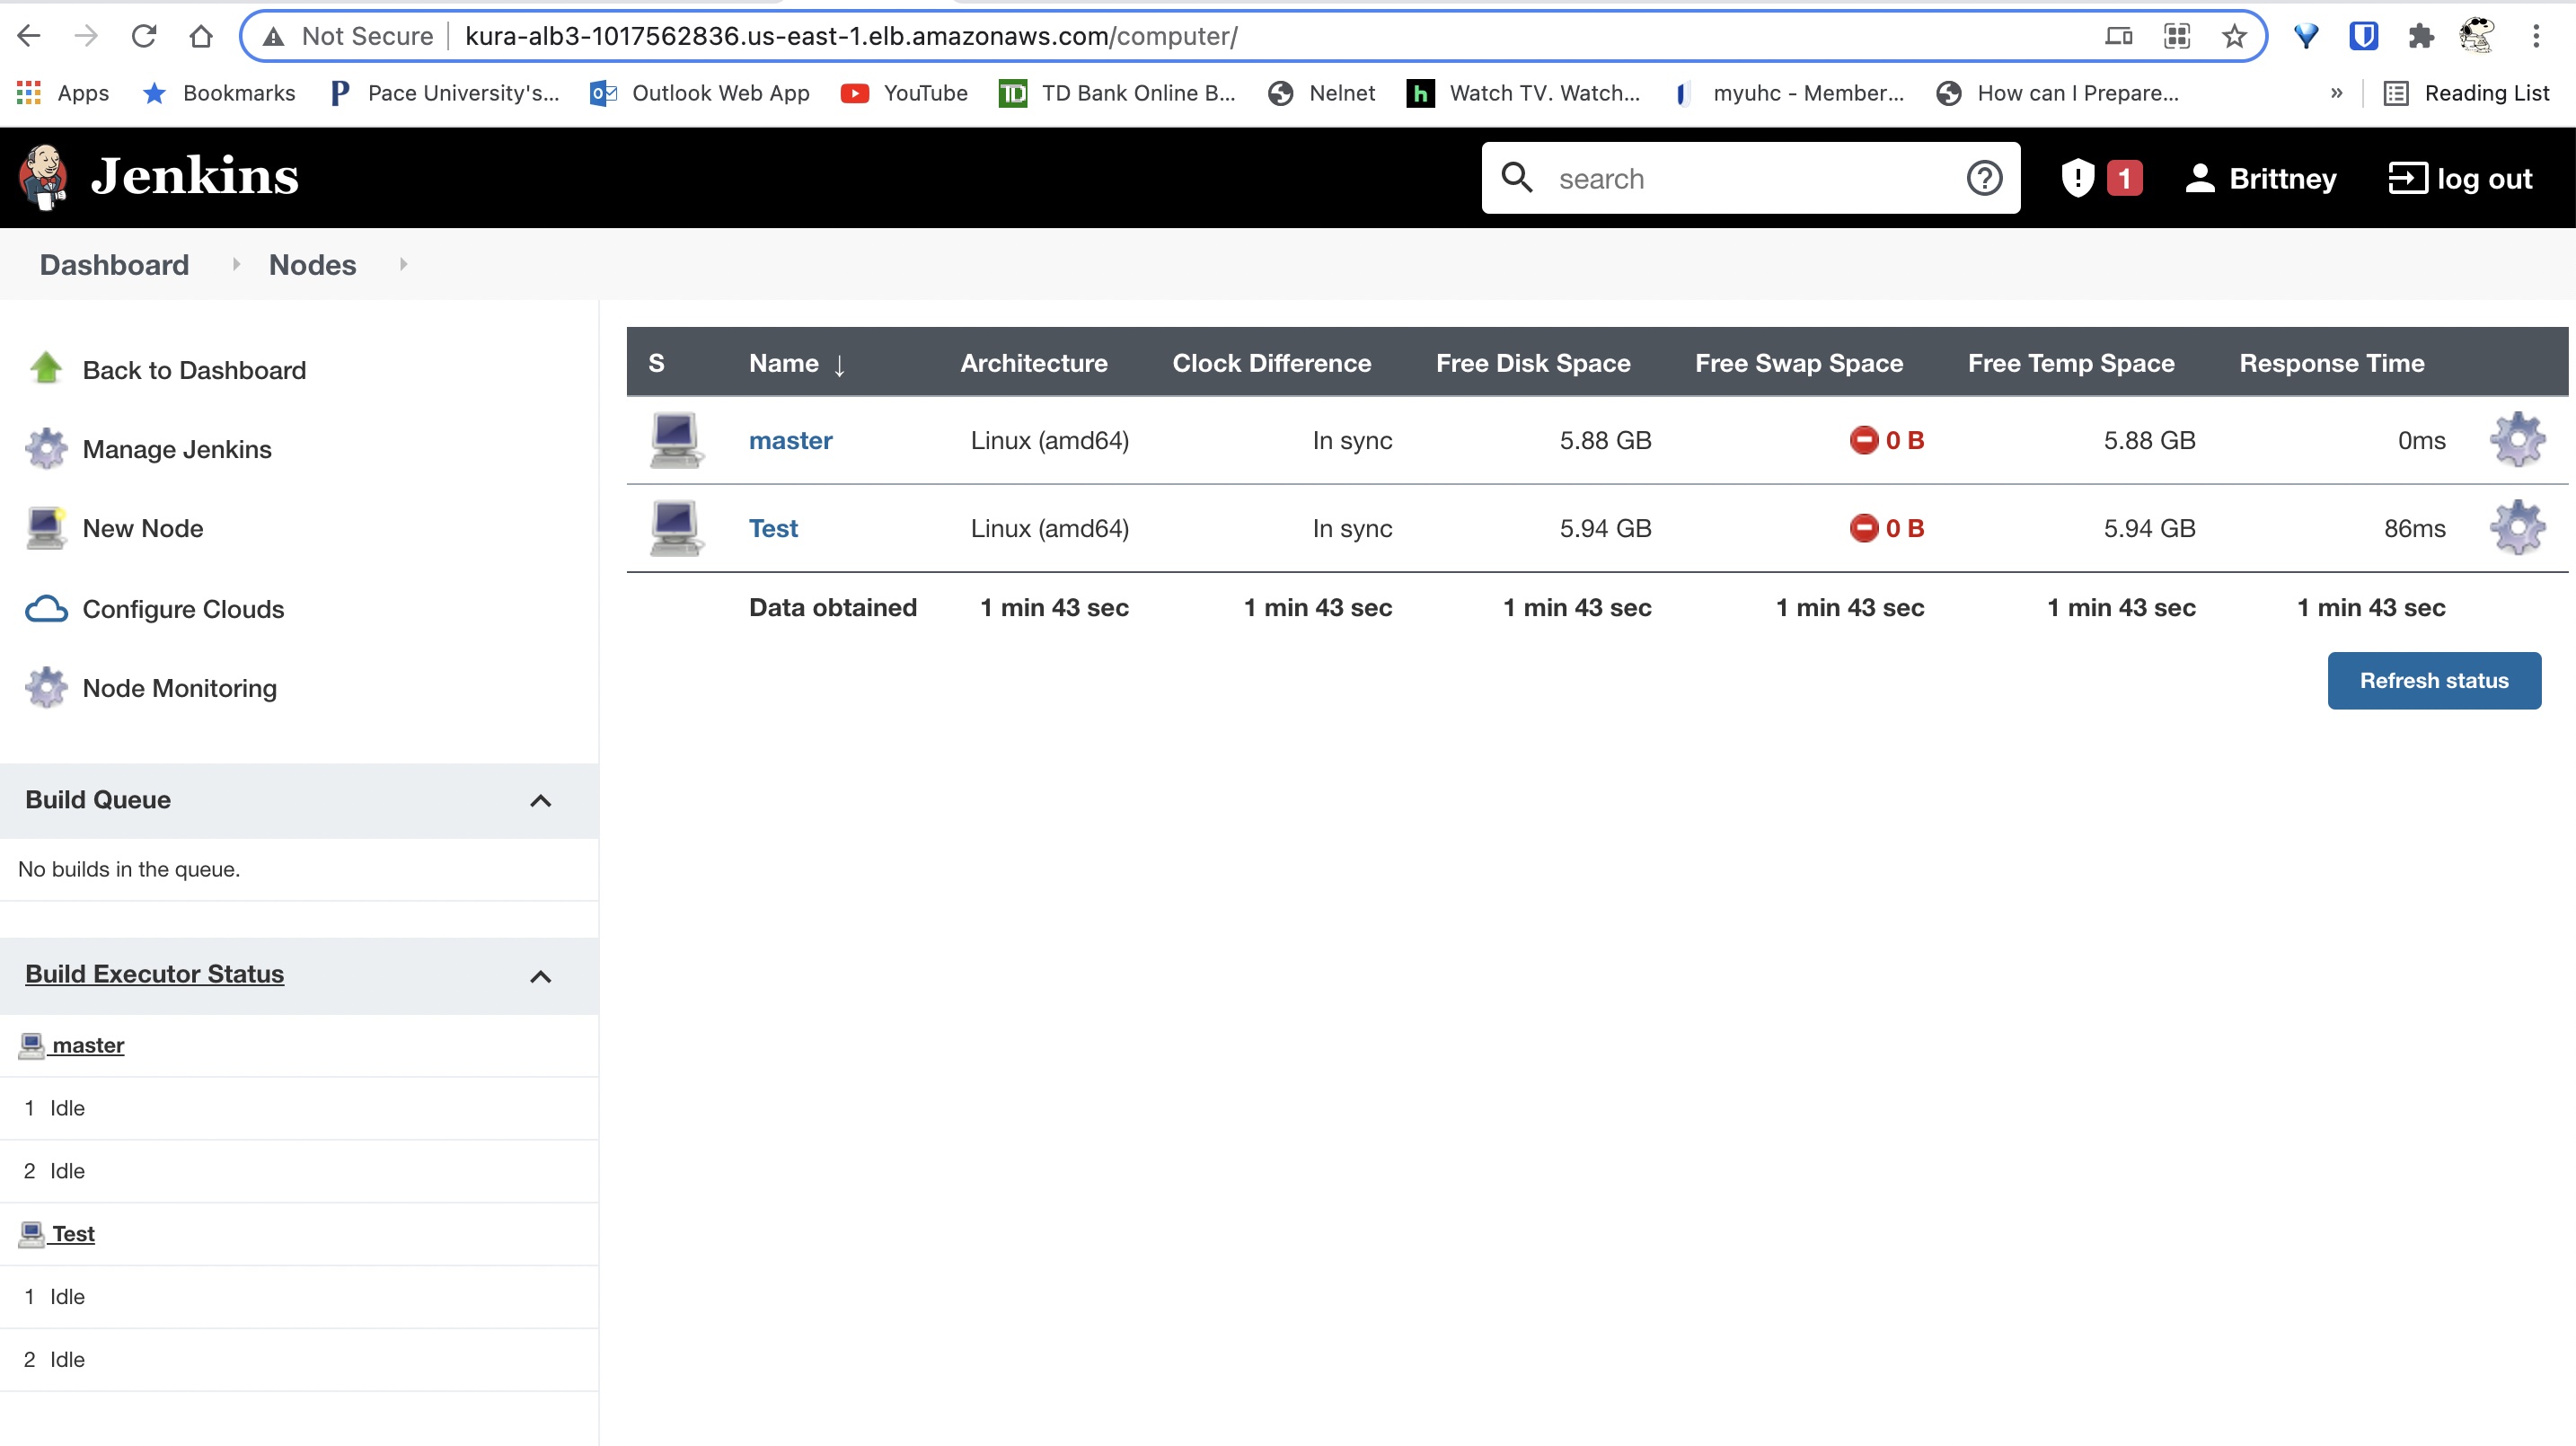 Not Secure kura-alb3-1017562836.us-east-1.elb.amazonaws.com/computer/
Apps Bookmarks Pace University's... Outlook Web App YouTube TD Bank Online B... Nelnet Watch TV. Watch... myuhc - Member... How can I Prepare... » Reading List
Jenkins search 1 Brittney log out
Dashboard Nodes
Back to Dashboard
Manage Jenkins
New Node
Configure Clouds
Node Monitoring
Build Queue
No builds in the queue.
Build Executor Status
master
1 Idle
2 Idle
Test
1 Idle
2 Idle
S Name ↓ Architecture Clock Difference Free Disk Space Free Swap Space Free Temp Space Response Time
master Linux (amd64) In sync 5.88 GB 0 B 5.88 GB 0ms
Test Linux (amd64) In sync 5.94 GB 0 B 5.94 GB 86ms
Data obtained 1 min 43 sec 1 min 43 sec 1 min 43 sec 1 min 43 sec 1 min 43 sec 1 min 43 sec
Refresh status